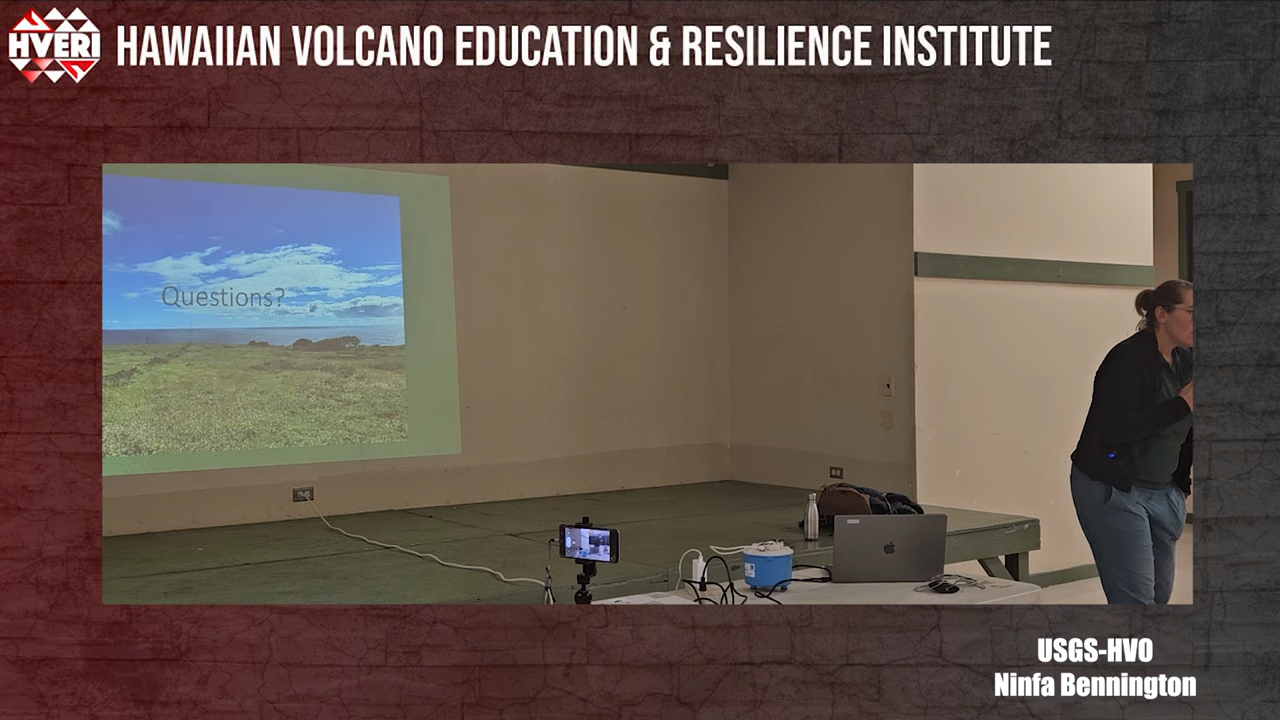 HVERI
HAWAIIAN VOLCANO EDUCATION & RESILIENCE INSTITUTE
Questions?
USGS-HVO
Ninfa Bennington